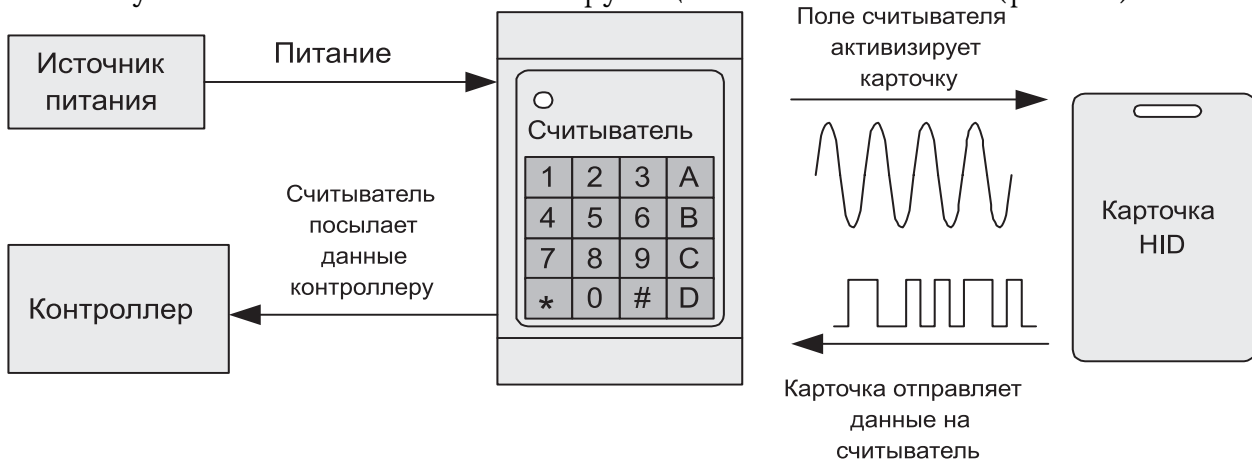 Поле считывателя
активизирует
карточку
Источник
питания
Питание
Считыватель
1 2 3 A
4 5 6 B
7 8 9 C
* 0 # D
Считыватель
посылает
данные
контроллеру
Контроллер
Карточка
HID
Карточка отправляет
данные на
считыватель